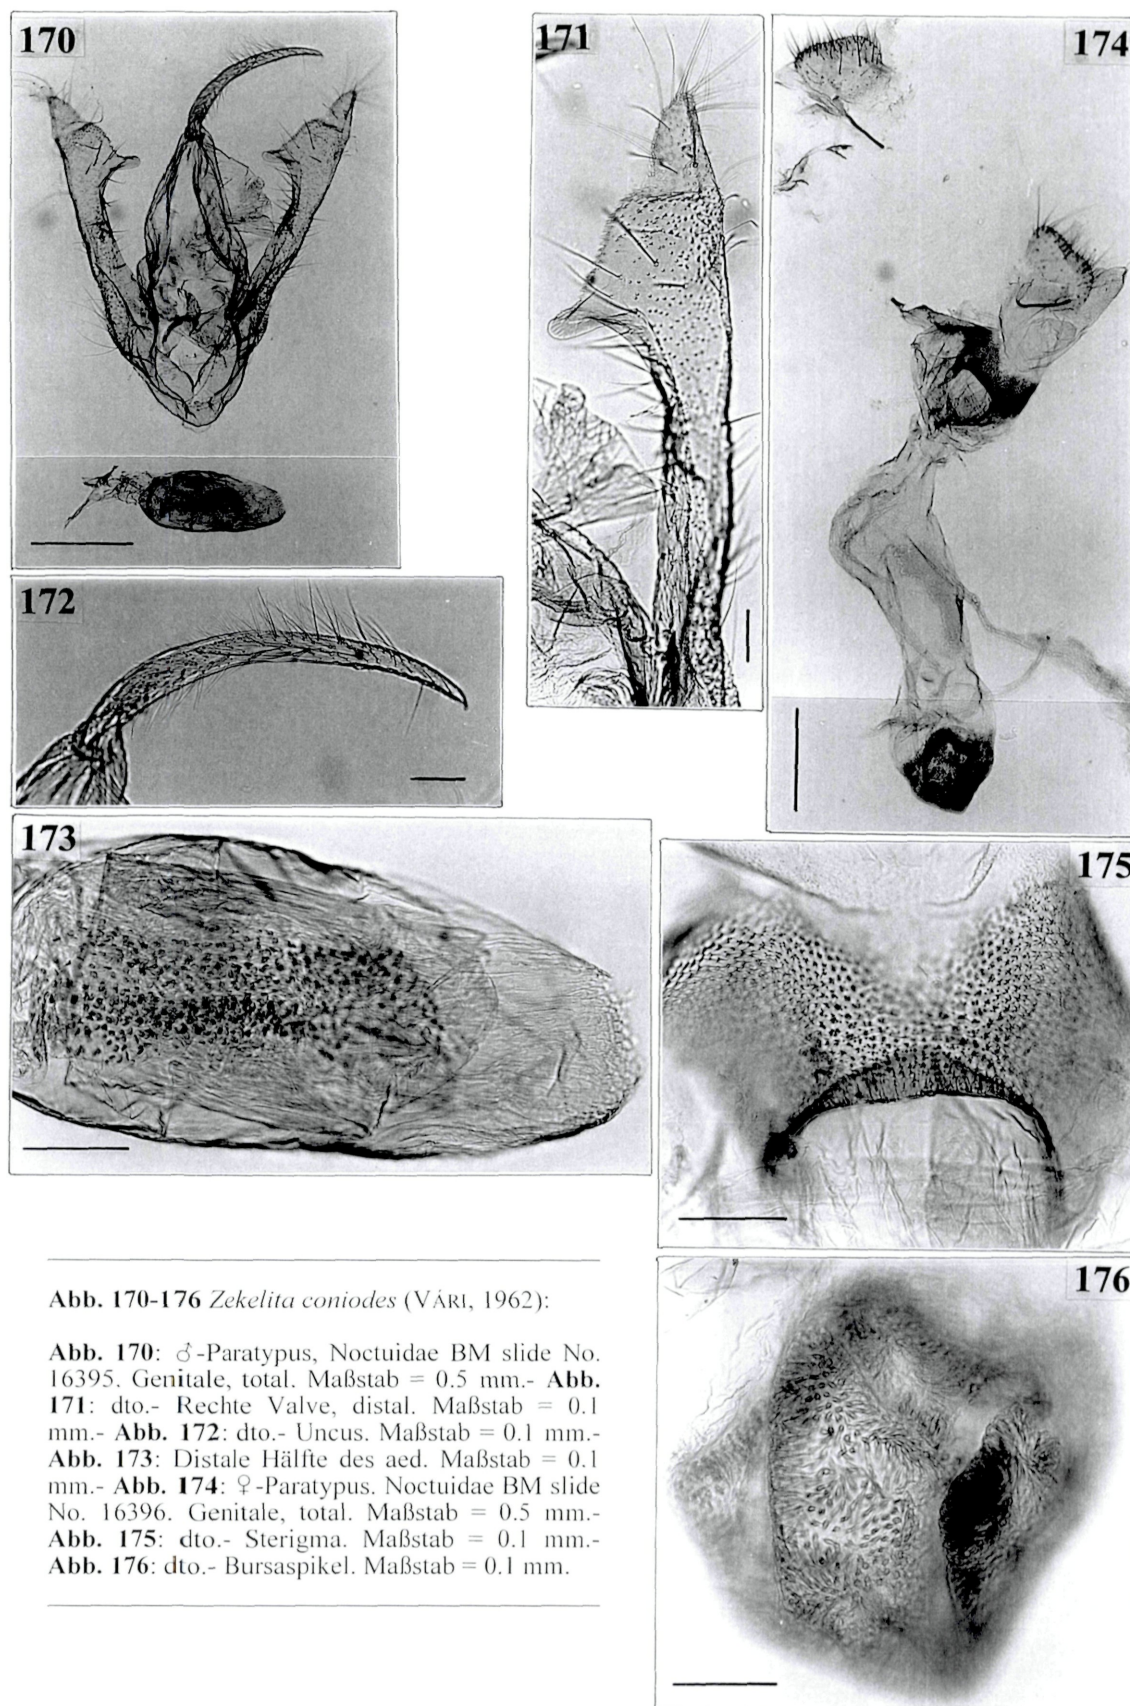 170
171
174
172
173
175
176
Abb. 170-176 Zekelita coniodes (VÁRI, 1962):
Abb. 170: ♂-Paratypus, Noctuidae BM slide No.
16395. Genitale, total. Maßstab = 0.5 mm.- Abb.
171: dto.- Rechte Valve, distal. Maßstab = 0.1
mm.- Abb. 172: dto.- Uncus. Maßstab = 0.1 mm.-
Abb. 173: Distale Hälfte des aed. Maßstab = 0.1
mm.- Abb. 174: ♀-Paratypus. Noctuidae BM slide
No. 16396. Genitale, total. Maßstab = 0.5 mm.-
Abb. 175: dto.- Sterigma. Maßstab = 0.1 mm.-
Abb. 176: dto.- Bursaspikel. Maßstab = 0.1 mm.